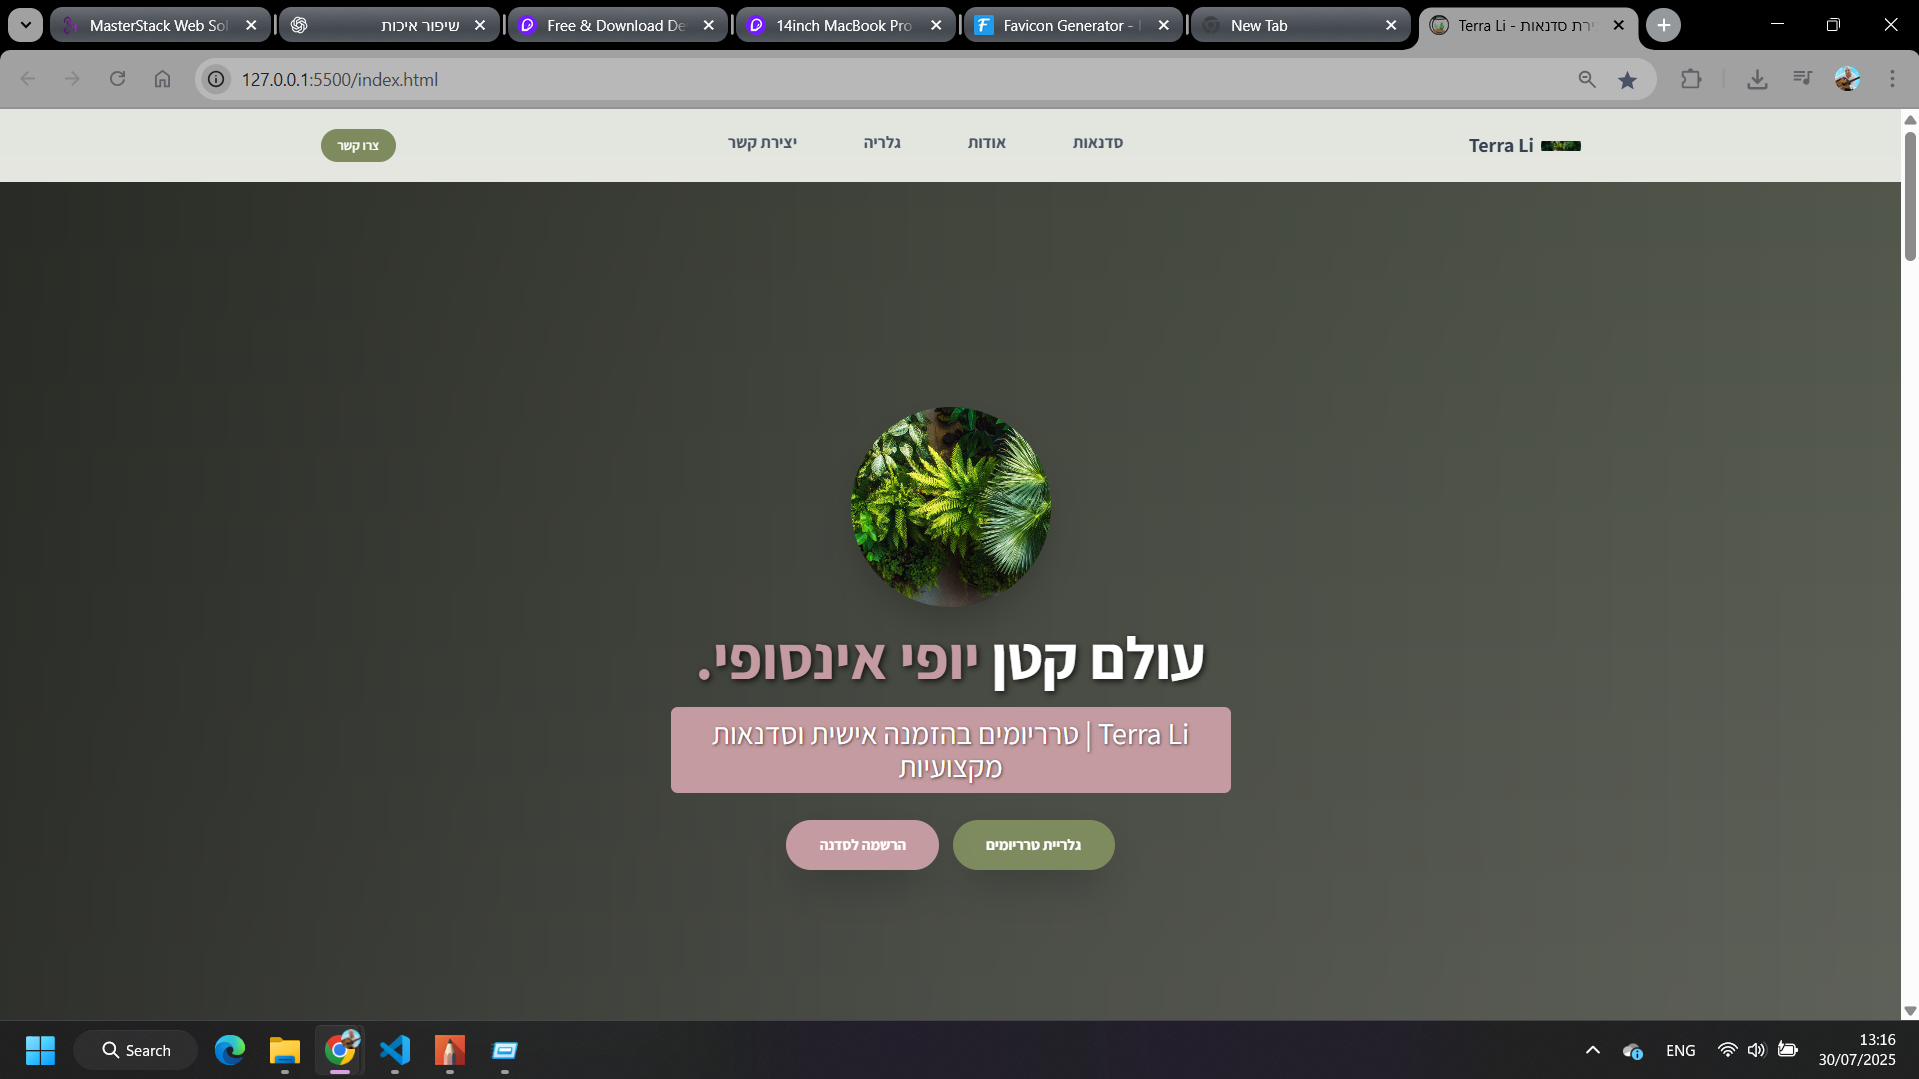 MasterStack Web Sol
שיפור איכות
Free & Download De
14inch MacBook Pro
Favicon Generator -
New Tab
Terra Li - ירת סדנאות
127.0.0.1:5500/index.html
Terra Li
סדנאות
אודות
גלריה
יצירת קשר
צרו קשר
עולם קטן יופי אינסופי.
Terra Li | טרריומים בהזמנה אישית וסדנאות
מקצועיות
גלריית טרריומים
הרשמה לסדנה
Search
ENG
13:16
30/07/2025